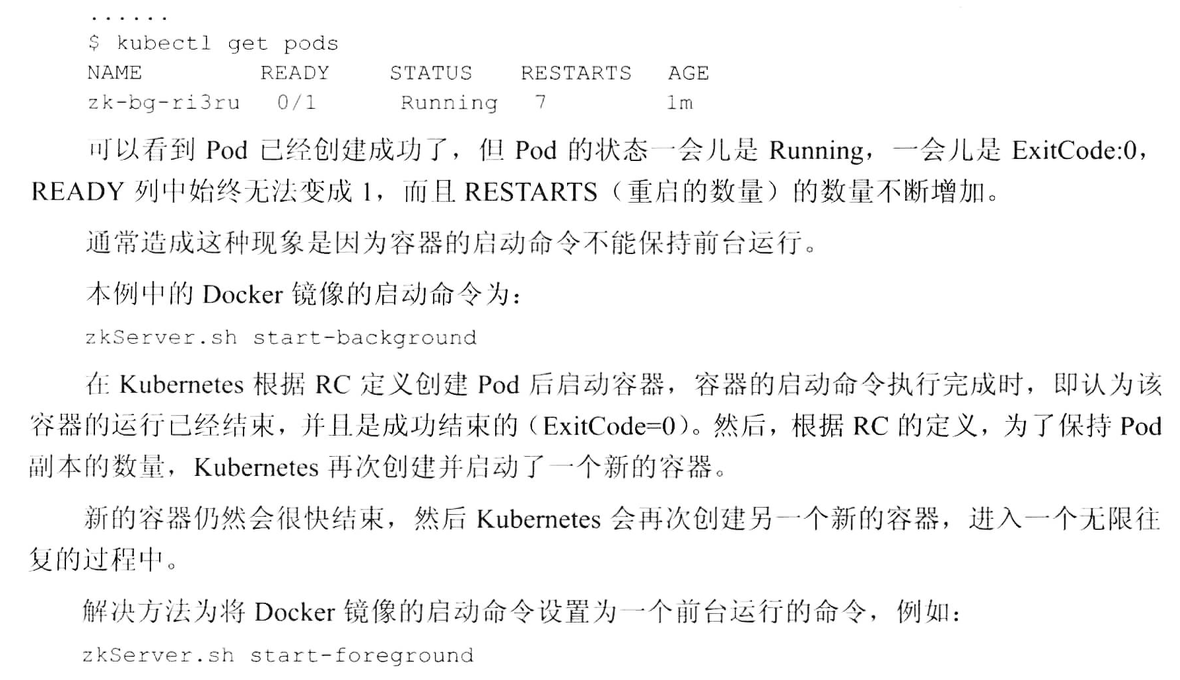 ......
$ kubectl get pods
NAME READY STATUS RESTARTS AGE
zk-bg-ri3ru 0/1 Running 7 1m
可以看到 Pod 已经创建成功了，但 Pod 的状态一会儿是 Running，一会儿是 ExitCode:0，
READY 列中始终无法变成 1，而且 RESTARTS（重启的数量）的数量不断增加。
通常造成这种现象是因为容器的启动命令不能保持前台运行。
本例中的 Docker 镜像的启动命令为：
zkServer.sh start-background
在 Kubernetes 根据 RC 定义创建 Pod 后启动容器，容器的启动命令执行完成时，即认为该
容器的运行已经结束，并且是成功结束的（ExitCode=0）。然后，根据 RC 的定义，为了保持 Pod
副本的数量，Kubernetes 再次创建并启动了一个新的容器。
新的容器仍然会很快结束，然后 Kubernetes 会再次创建另一个新的容器，进入一个无限往
复的过程中。
解决方法为将 Docker 镜像的启动命令设置为一个前台运行的命令，例如：
zkServer.sh start-foreground